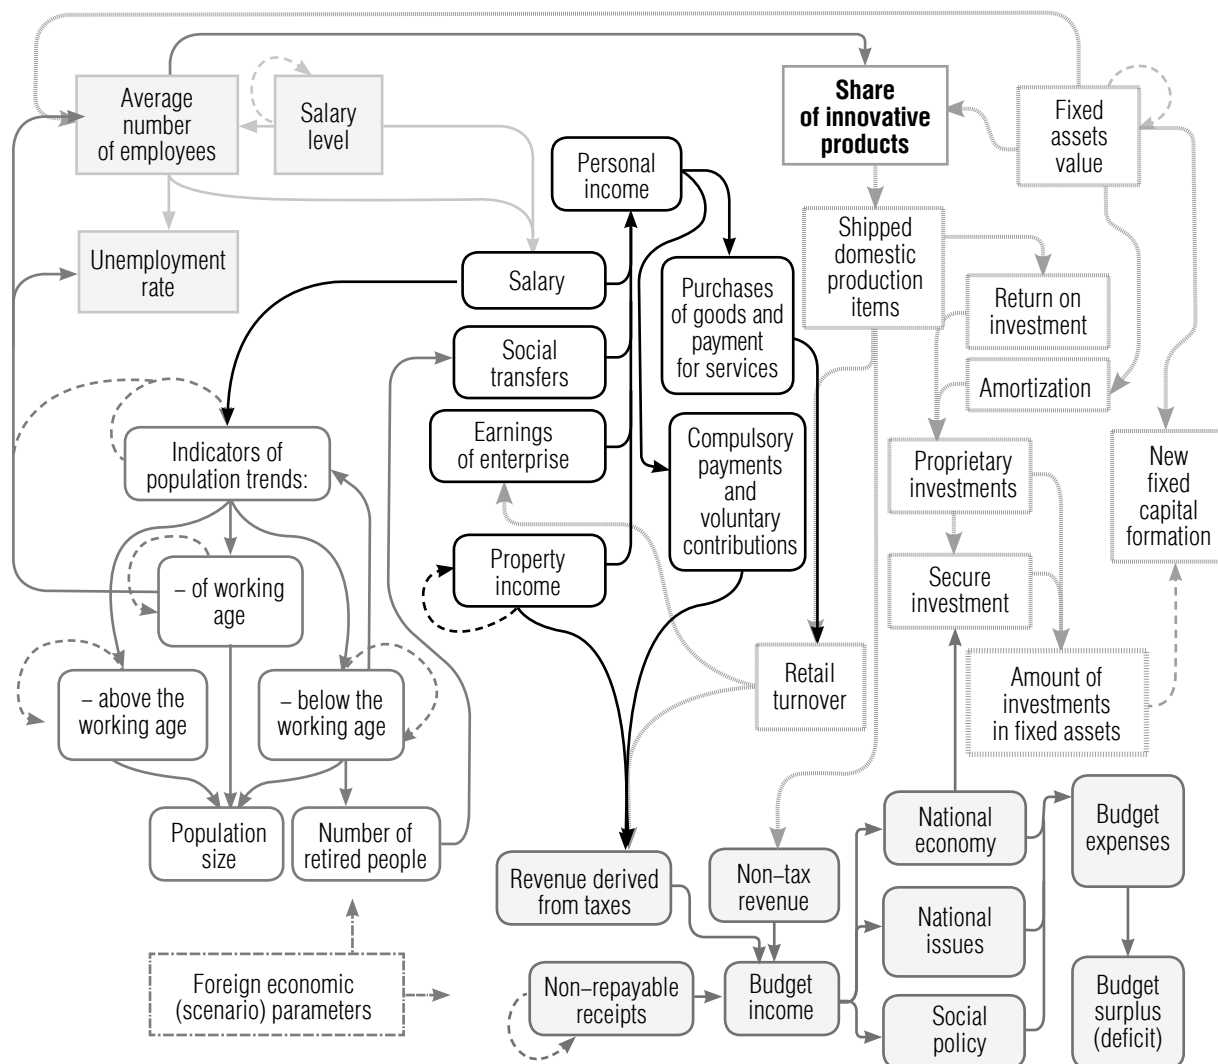 Average
number
of employees
Salary
level
Share
of innovative
products
Fixed
assets
value
Personal
income
Unemployment
rate
Salary
Shipped
domestic
production
items
Purchases
of goods and
payment
for services
Return on
investment
Social
transfers
Amortization
Earnings
of enterprise
Compulsory
payments
and
voluntary
contributions
Indicators of
population trends:
Proprietary
investments
New
fixed
capital
formation
Property
income
– of working
age
Secure
investment
– above the
working age
– below the
working age
Retail
turnover
Amount of
investments
in fixed assets
Population
size
Number of
retired people
National
economy
Budget
expenses
Revenue derived
from taxes
Non–tax
revenue
National
issues
Foreign economic
(scenario) parameters
Non–repayable
receipts
Budget
income
Social
policy
Budget
surplus
(deficit)